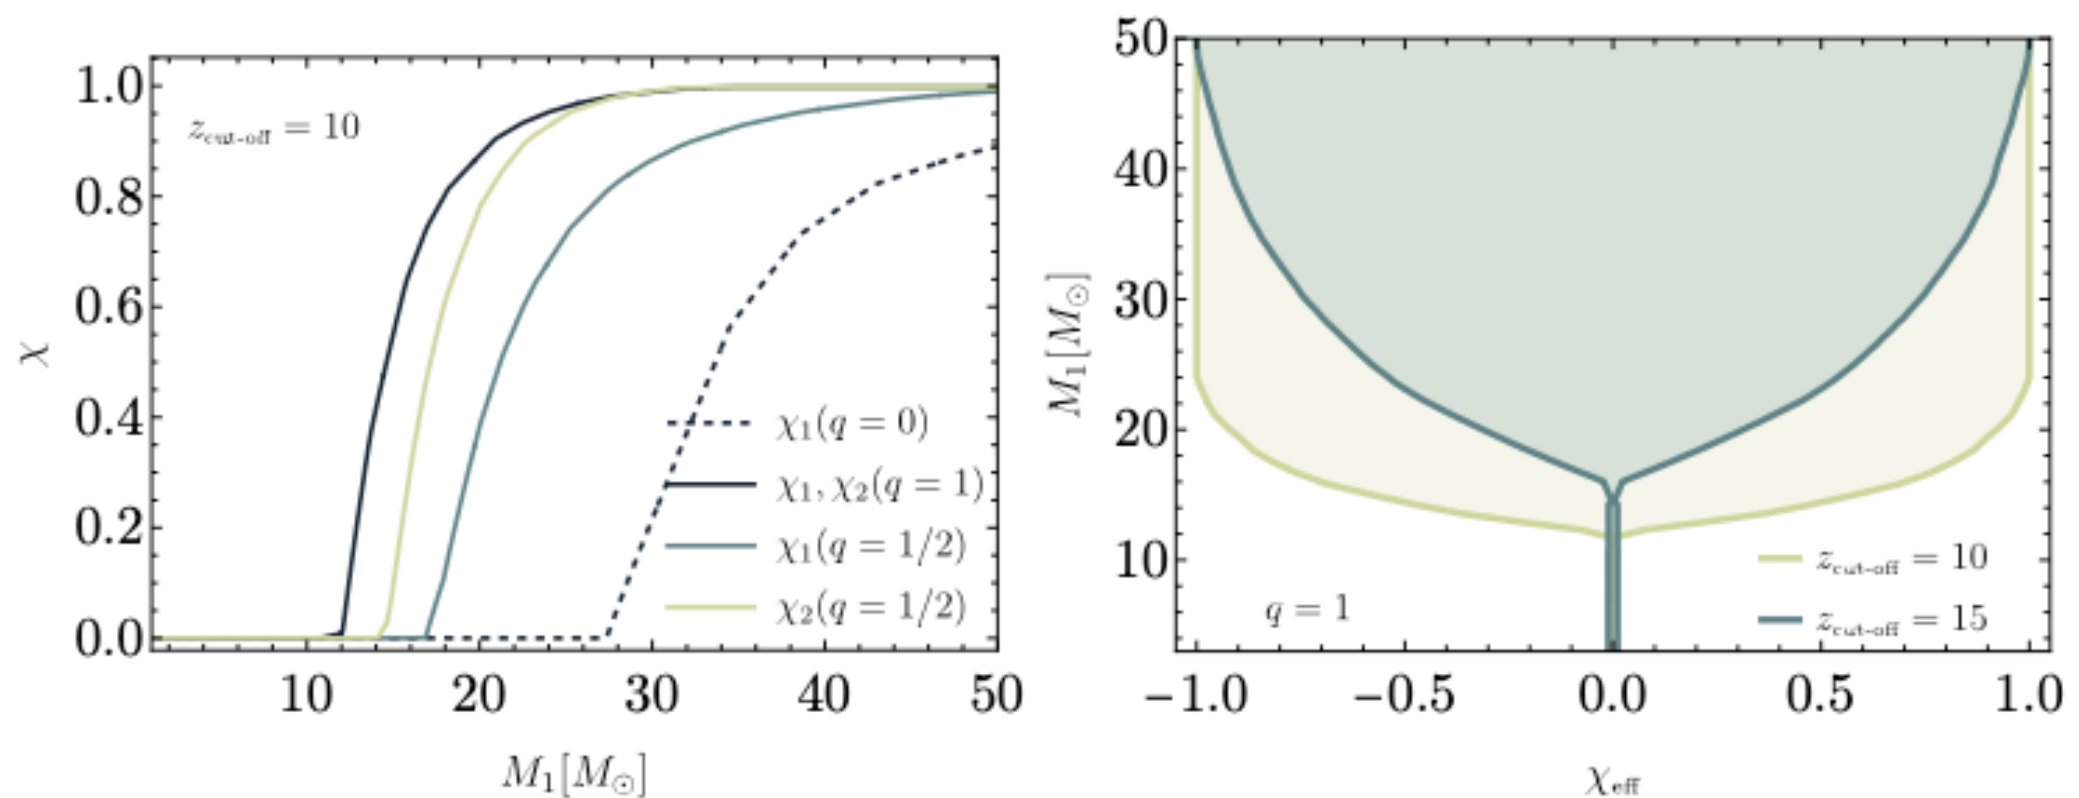 1.0
0.8
0.6
0.4
0.2
0.0
χ
z_cut-off = 10
χ₁(q = 0)
χ₁, χ₂(q = 1)
χ₁(q = 1/2)
χ₂(q = 1/2)
10 20 30 40 50
M₁[M⊙]
50
40
30
20
10
M₁[M⊙]
q = 1
z_cut-off = 10
z_cut-off = 15
−1.0 −0.5 0.0 0.5 1.0
χ_eff